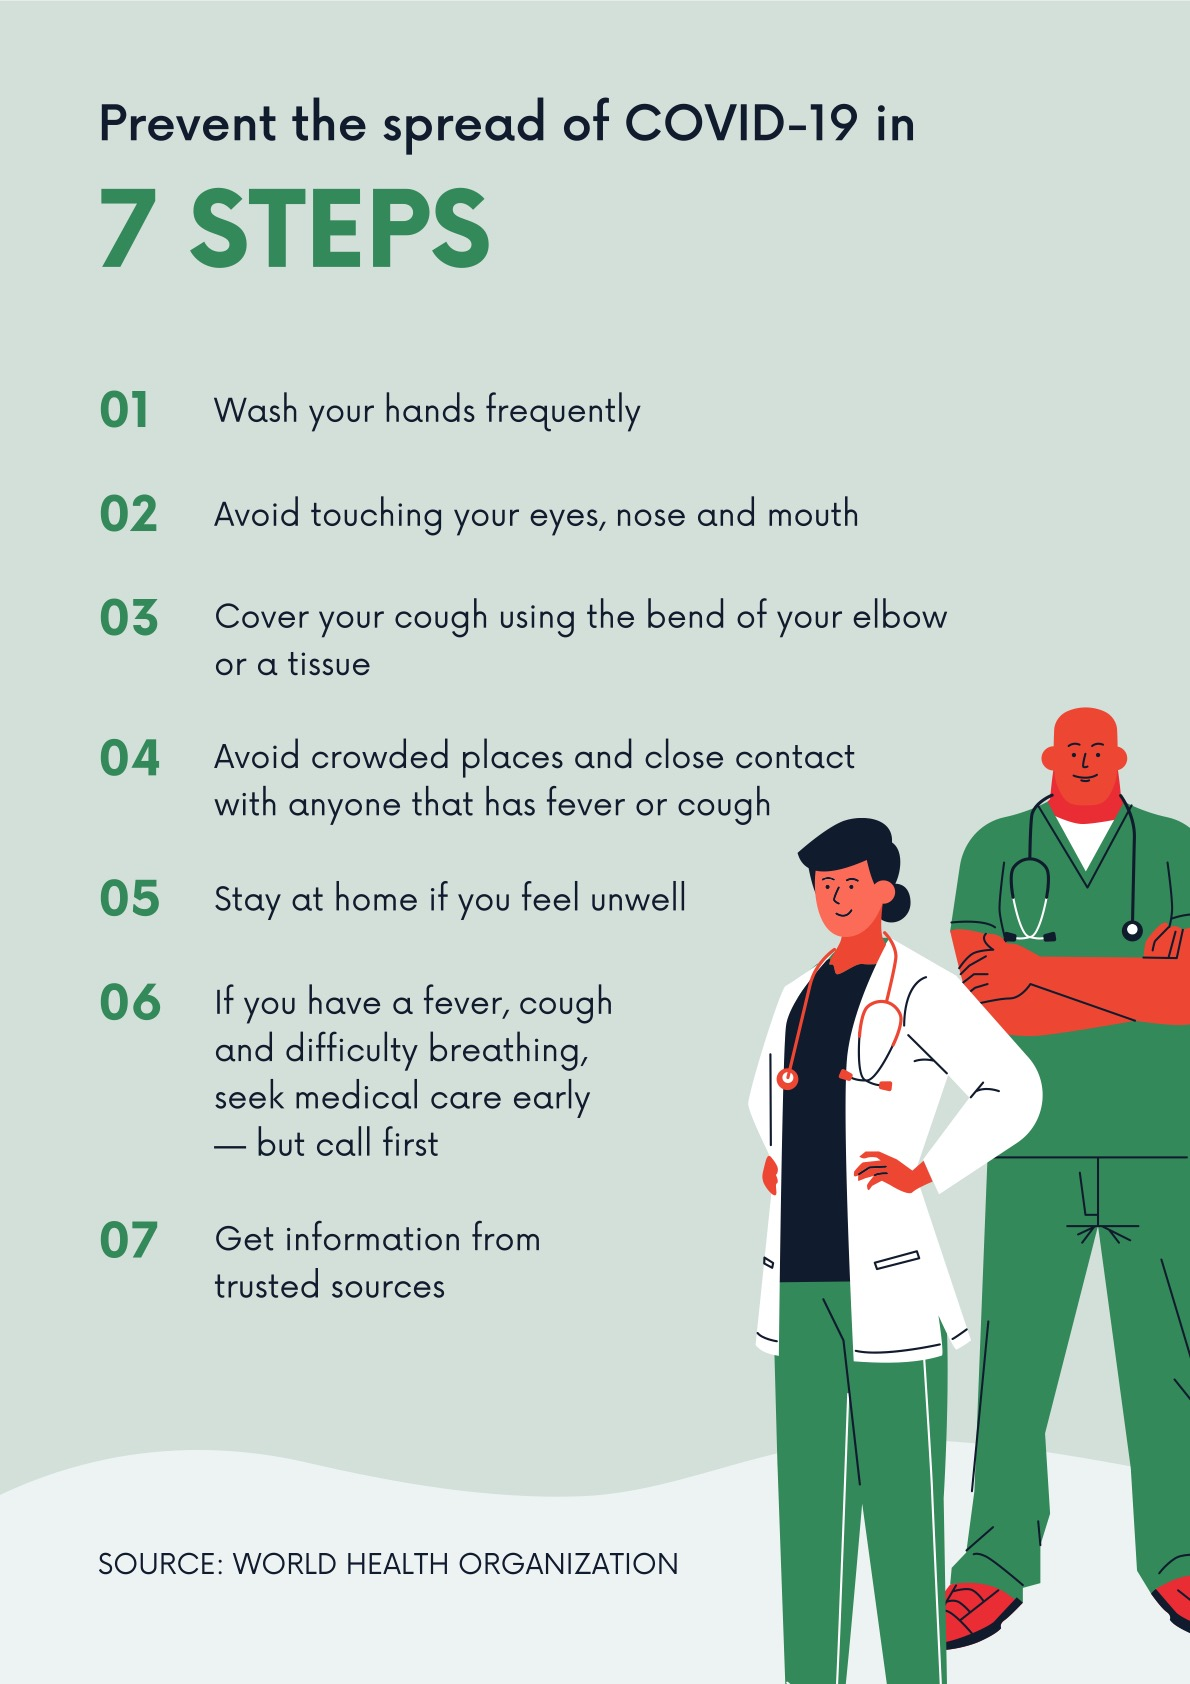 Prevent the spread of COVID-19 in
7 STEPS
01 Wash your hands frequently
02 Avoid touching your eyes, nose and mouth
03 Cover your cough using the bend of your elbow
or a tissue
04 Avoid crowded places and close contact
with anyone that has fever or cough
05 Stay at home if you feel unwell
06 If you have a fever, cough
and difficulty breathing,
seek medical care early
— but call first
07 Get information from
trusted sources
SOURCE: WORLD HEALTH ORGANIZATION